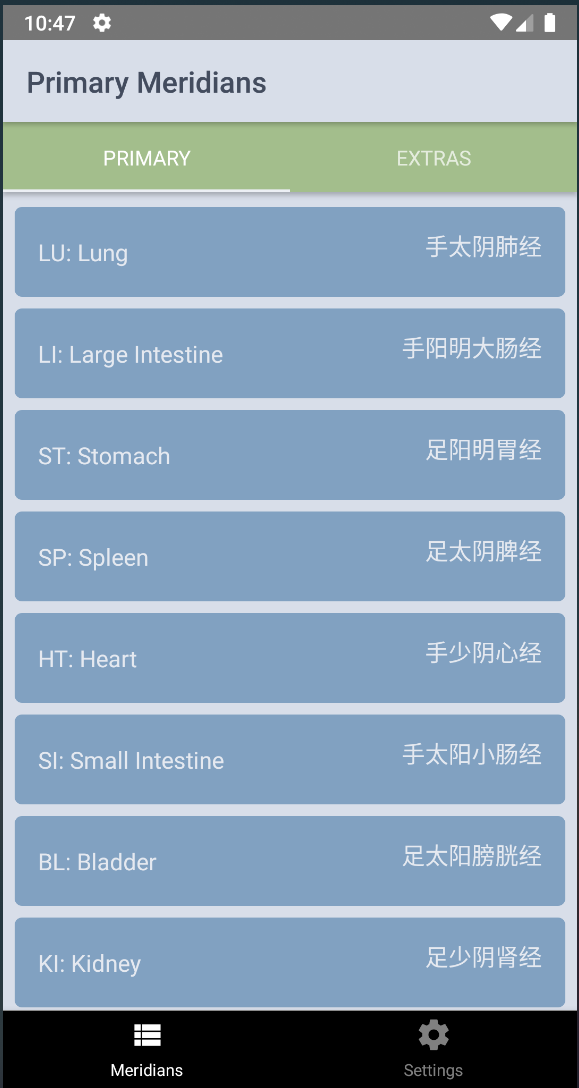 10:47
Primary Meridians
PRIMARY
EXTRAS
LU: Lung
手太阴肺经
LI: Large Intestine
手阳明大肠经
ST: Stomach
足阳明胃经
SP: Spleen
足太阴脾经
HT: Heart
手少阴心经
SI: Small Intestine
手太阳小肠经
BL: Bladder
足太阳膀胱经
KI: Kidney
足少阴肾经
Meridians
Settings